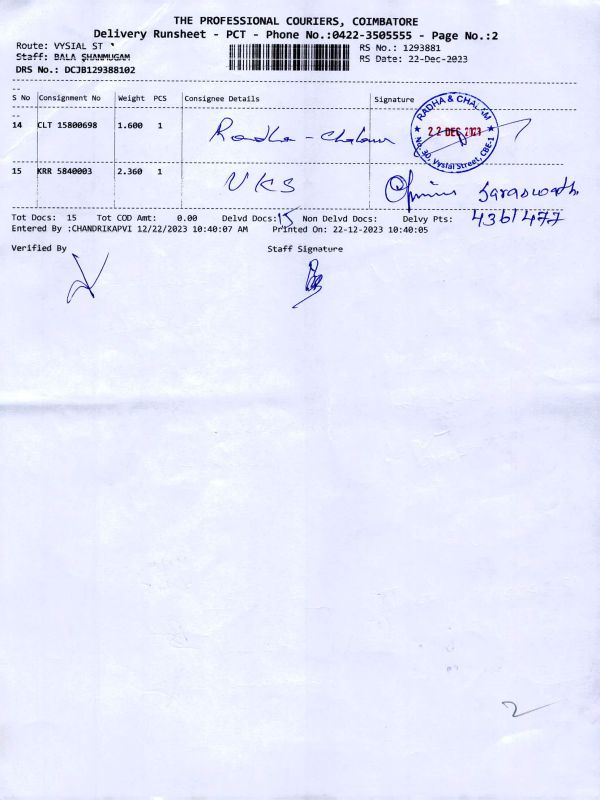 THE PROFESSIONAL COURIERS, COIMBATORE
Delivery Runsheet - PCT - Phone No.:0422-3505555 - Page No.:2
Route: VYSIAL ST
RS No.: 1293881
Staff: BALA SHANMUGAM
RS Date: 22-Dec-2023
DRS No.: DCJB129388102
S No Consignment No Weight PCS Consignee Details Signature
14 CLT 15800698 1.600 1 Radha - Chalam
RADHA & CHALAM
22 DEC 2023
No. 30, Vysial Street, CBE-1
15 KRR 5840003 2.360 1 VKS Saraswathi
4361477
Tot Docs: 15 Tot COD Amt: 0.00 Delvd Docs: 15 Non Delvd Docs: Delvy Pts:
Entered By :CHANDRIKAPVI 12/22/2023 10:40:07 AM Printed On: 22-12-2023 10:40:05
Verified By Staff Signature
2